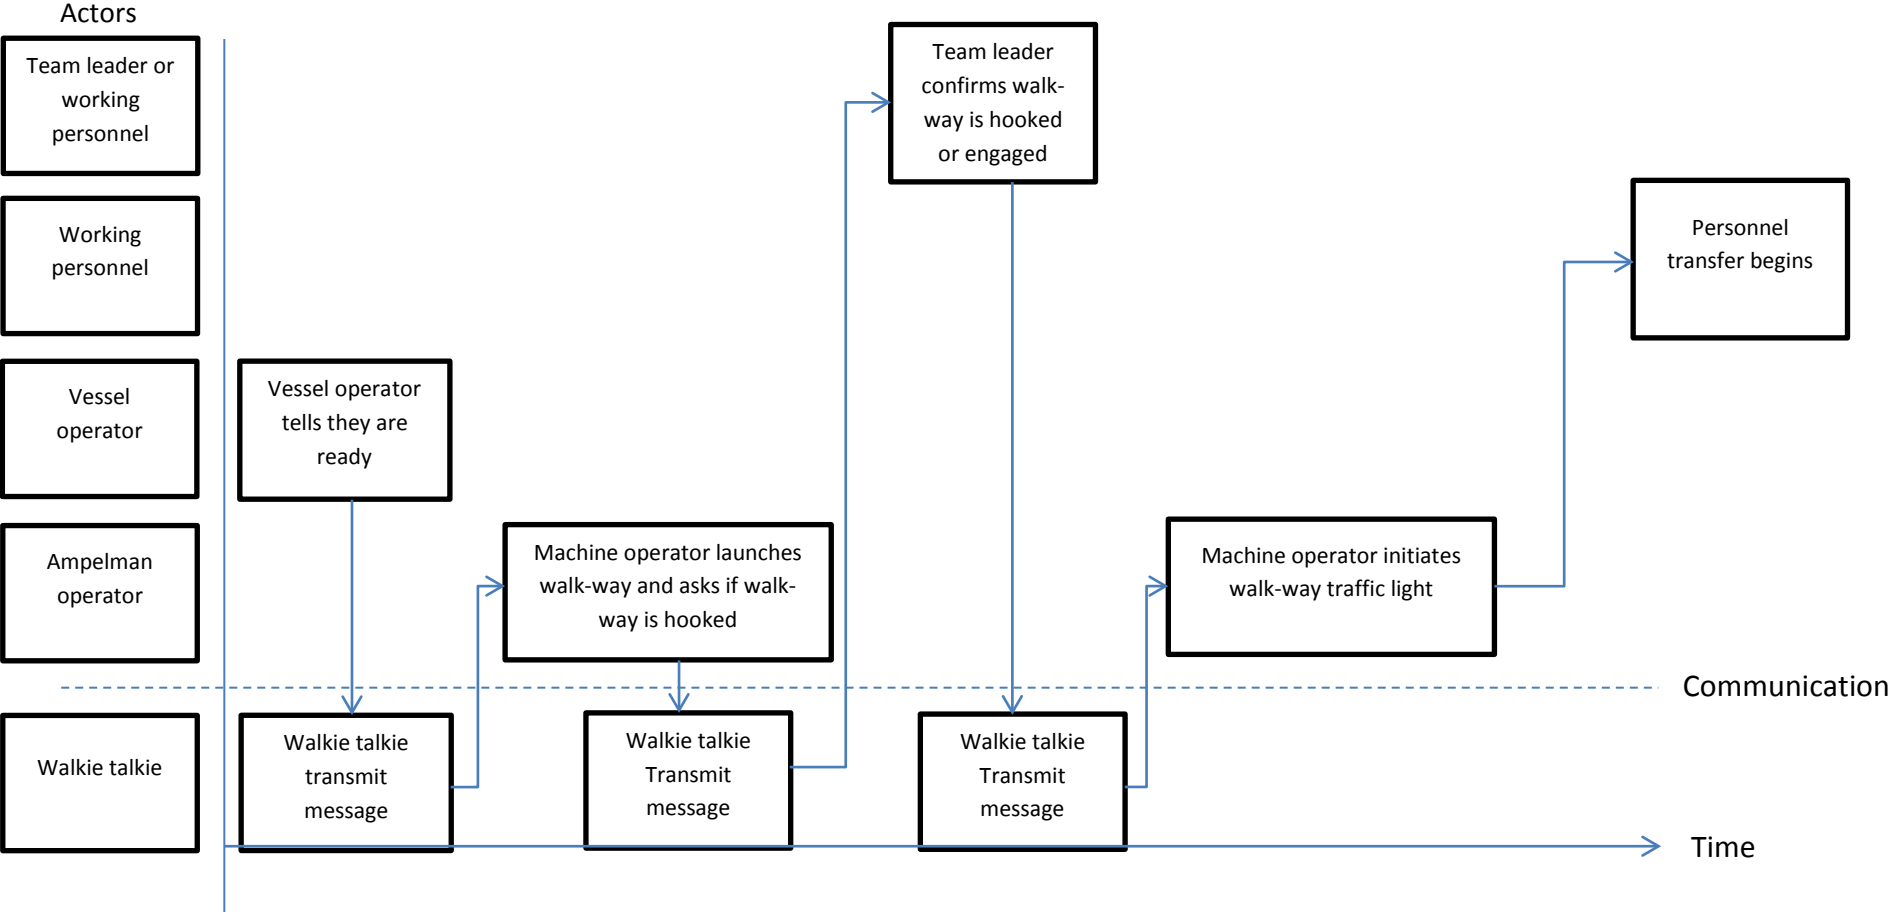 Actors
Team leader or
working
personnel
Working
personnel
Vessel
operator
Ampelman
operator
Walkie talkie
Vessel operator
tells they are
ready
Walkie talkie
transmit
message
Machine operator launches
walk-way and asks if walk-
way is hooked
Walkie talkie
Transmit
message
Team leader
confirms walk-
way is hooked
or engaged
Walkie talkie
Transmit
message
Machine operator initiates
walk-way traffic light
Personnel
transfer begins
Communication
Time